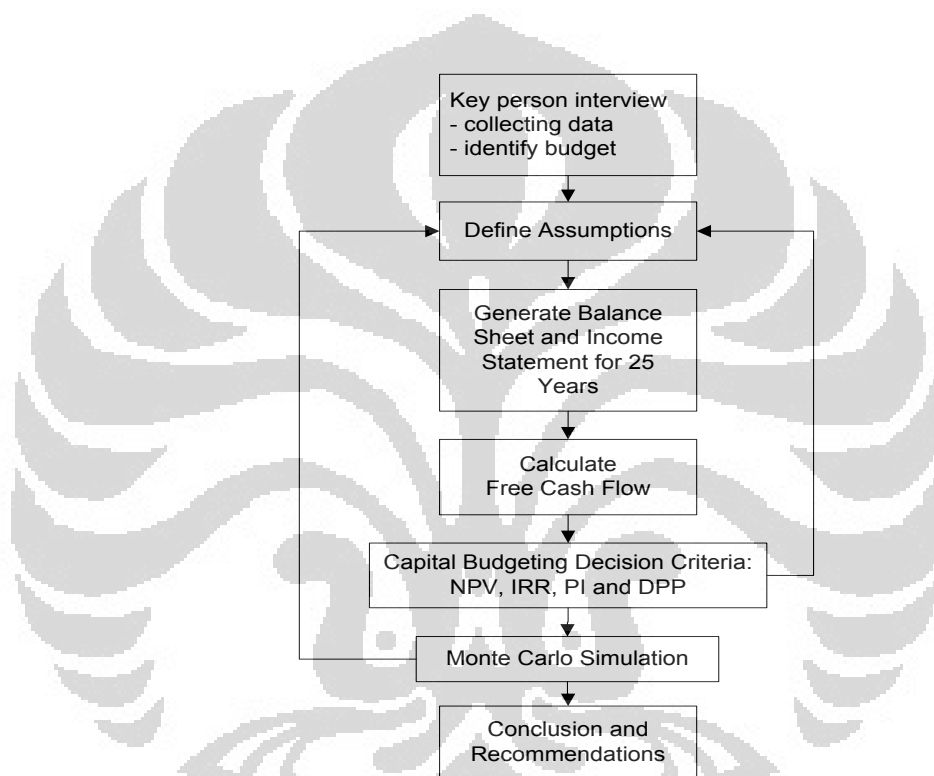 Key person interview
- collecting data
- identify budget
Define Assumptions
Generate Balance
Sheet and Income
Statement for 25
Years
Calculate
Free Cash Flow
Capital Budgeting Decision Criteria:
NPV, IRR, PI and DPP
Monte Carlo Simulation
Conclusion and
Recommendations